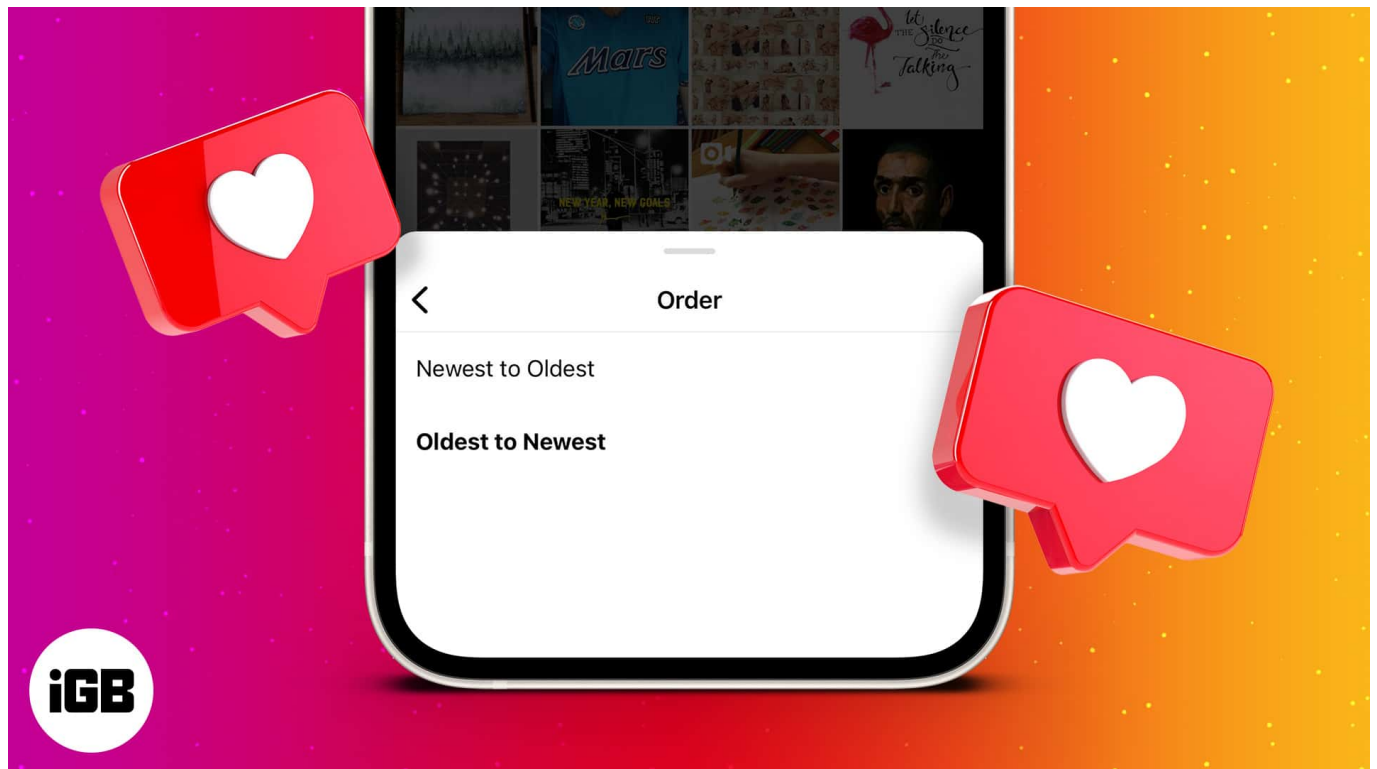 Mars
let
THE Silence
DO
the
Talking
NEW YEAR, NEW GOALS
Order
Newest to Oldest
Oldest to Newest
iGB